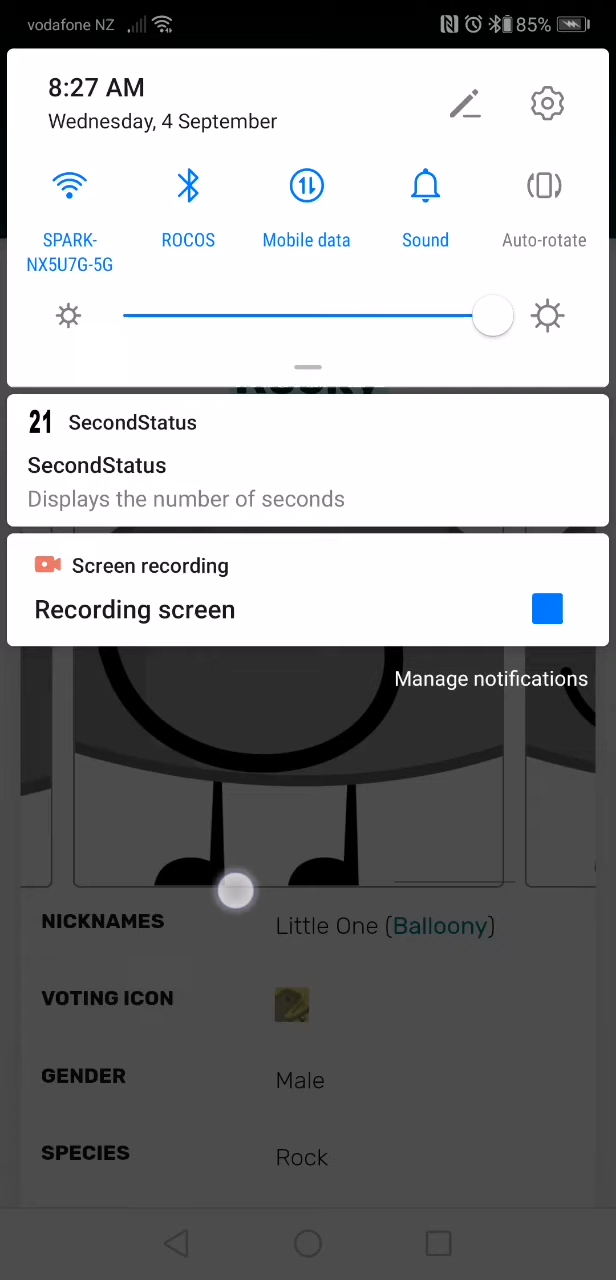 vodafone NZ 85%
8:27 AM
Wednesday, 4 September
SPARK-
NX5U7G-5G
ROCOS
Mobile data
Sound
Auto-rotate
21 SecondStatus
SecondStatus
Displays the number of seconds
Screen recording
Recording screen
Manage notifications
NICKNAMES Little One (Balloony)
VOTING ICON
GENDER Male
SPECIES Rock